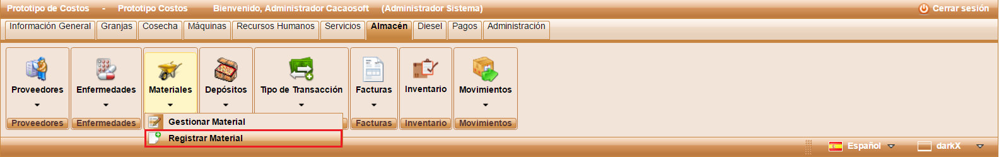 Prototipo de Costos - Prototipo Costos Bienvenido, Administrador Cacaosoft (Administrador Sistema) Cerrar sesión
Información General Granjas Cosecha Máquinas Recursos Humanos Servicios Almacén Diesel Pagos Administración
Proveedores Enfermedades Materiales Depósitos Tipo de Transacción Facturas Inventario Movimientos
Proveedores Enfermedades Facturas Inventario Movimientos
Gestionar Material
Registrar Material
Español darkX